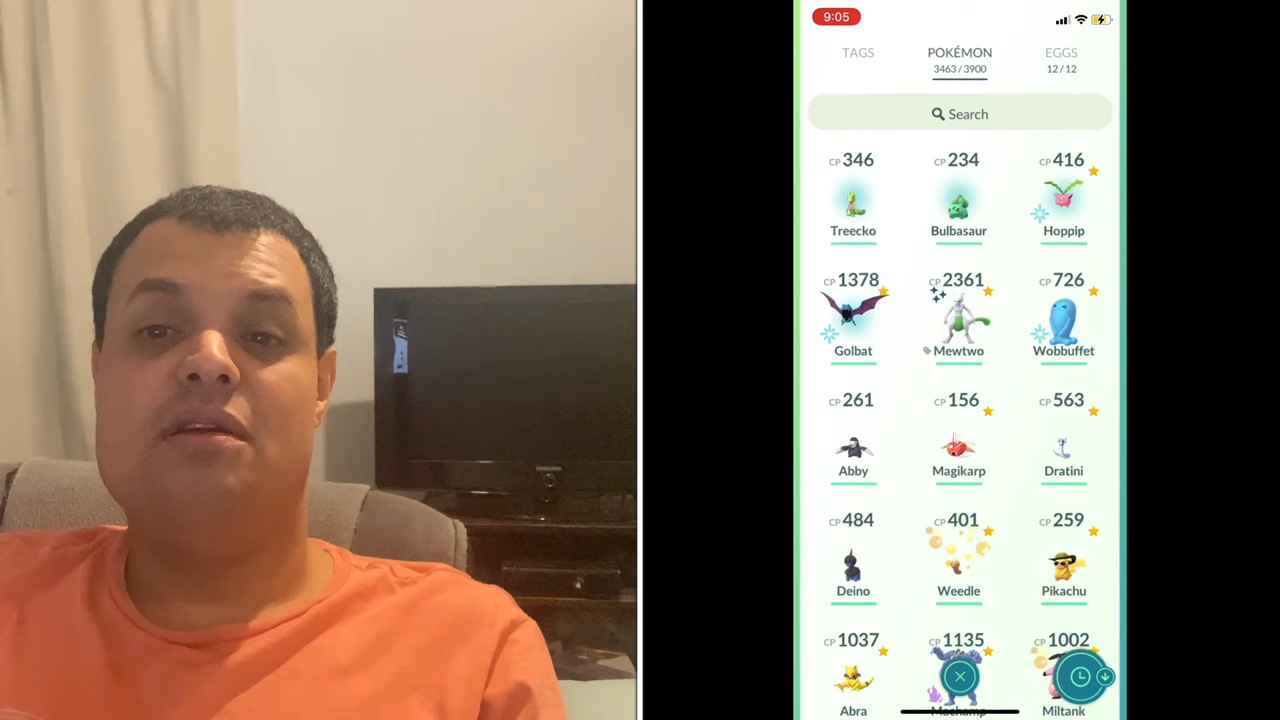 9:05
TAGS POKÉMON EGGS
3463/3900 12/12
Search
CP 346 CP 234 CP 416
Treecko Bulbasaur Hoppip
CP 1378 CP 2361 CP 726
Golbat Mewtwo Wobbuffet
CP 261 CP 156 CP 563
Abby Magikarp Dratini
CP 484 CP 401 CP 259
Deino Weedle Pikachu
CP 1037 CP 1135 CP 1002
Abra Machamp Miltank